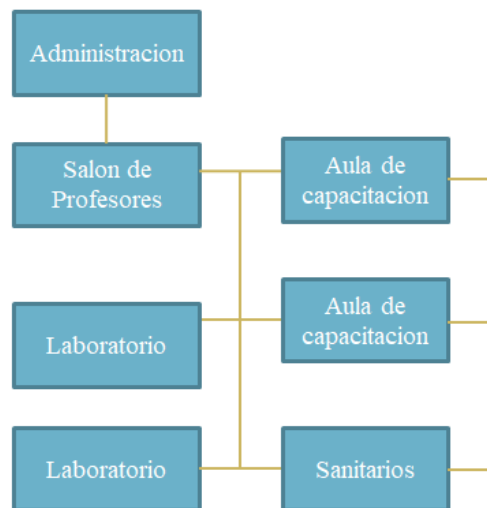 Administracion
Salon de
Profesores
Aula de
capacitacion
Laboratorio
Aula de
capacitacion
Laboratorio
Sanitarios